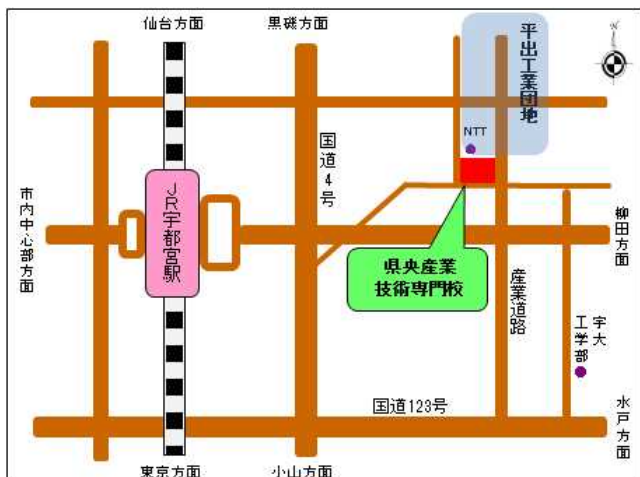 仙台方面
黒磯方面
平出工業団地
NTT
国道4号
市内中心部方面
JR宇都宮駅
柳田方面
県央産業
技術専門校
産業道路
宇大
工学部
国道123号
水戸方面
東京方面
小山方面